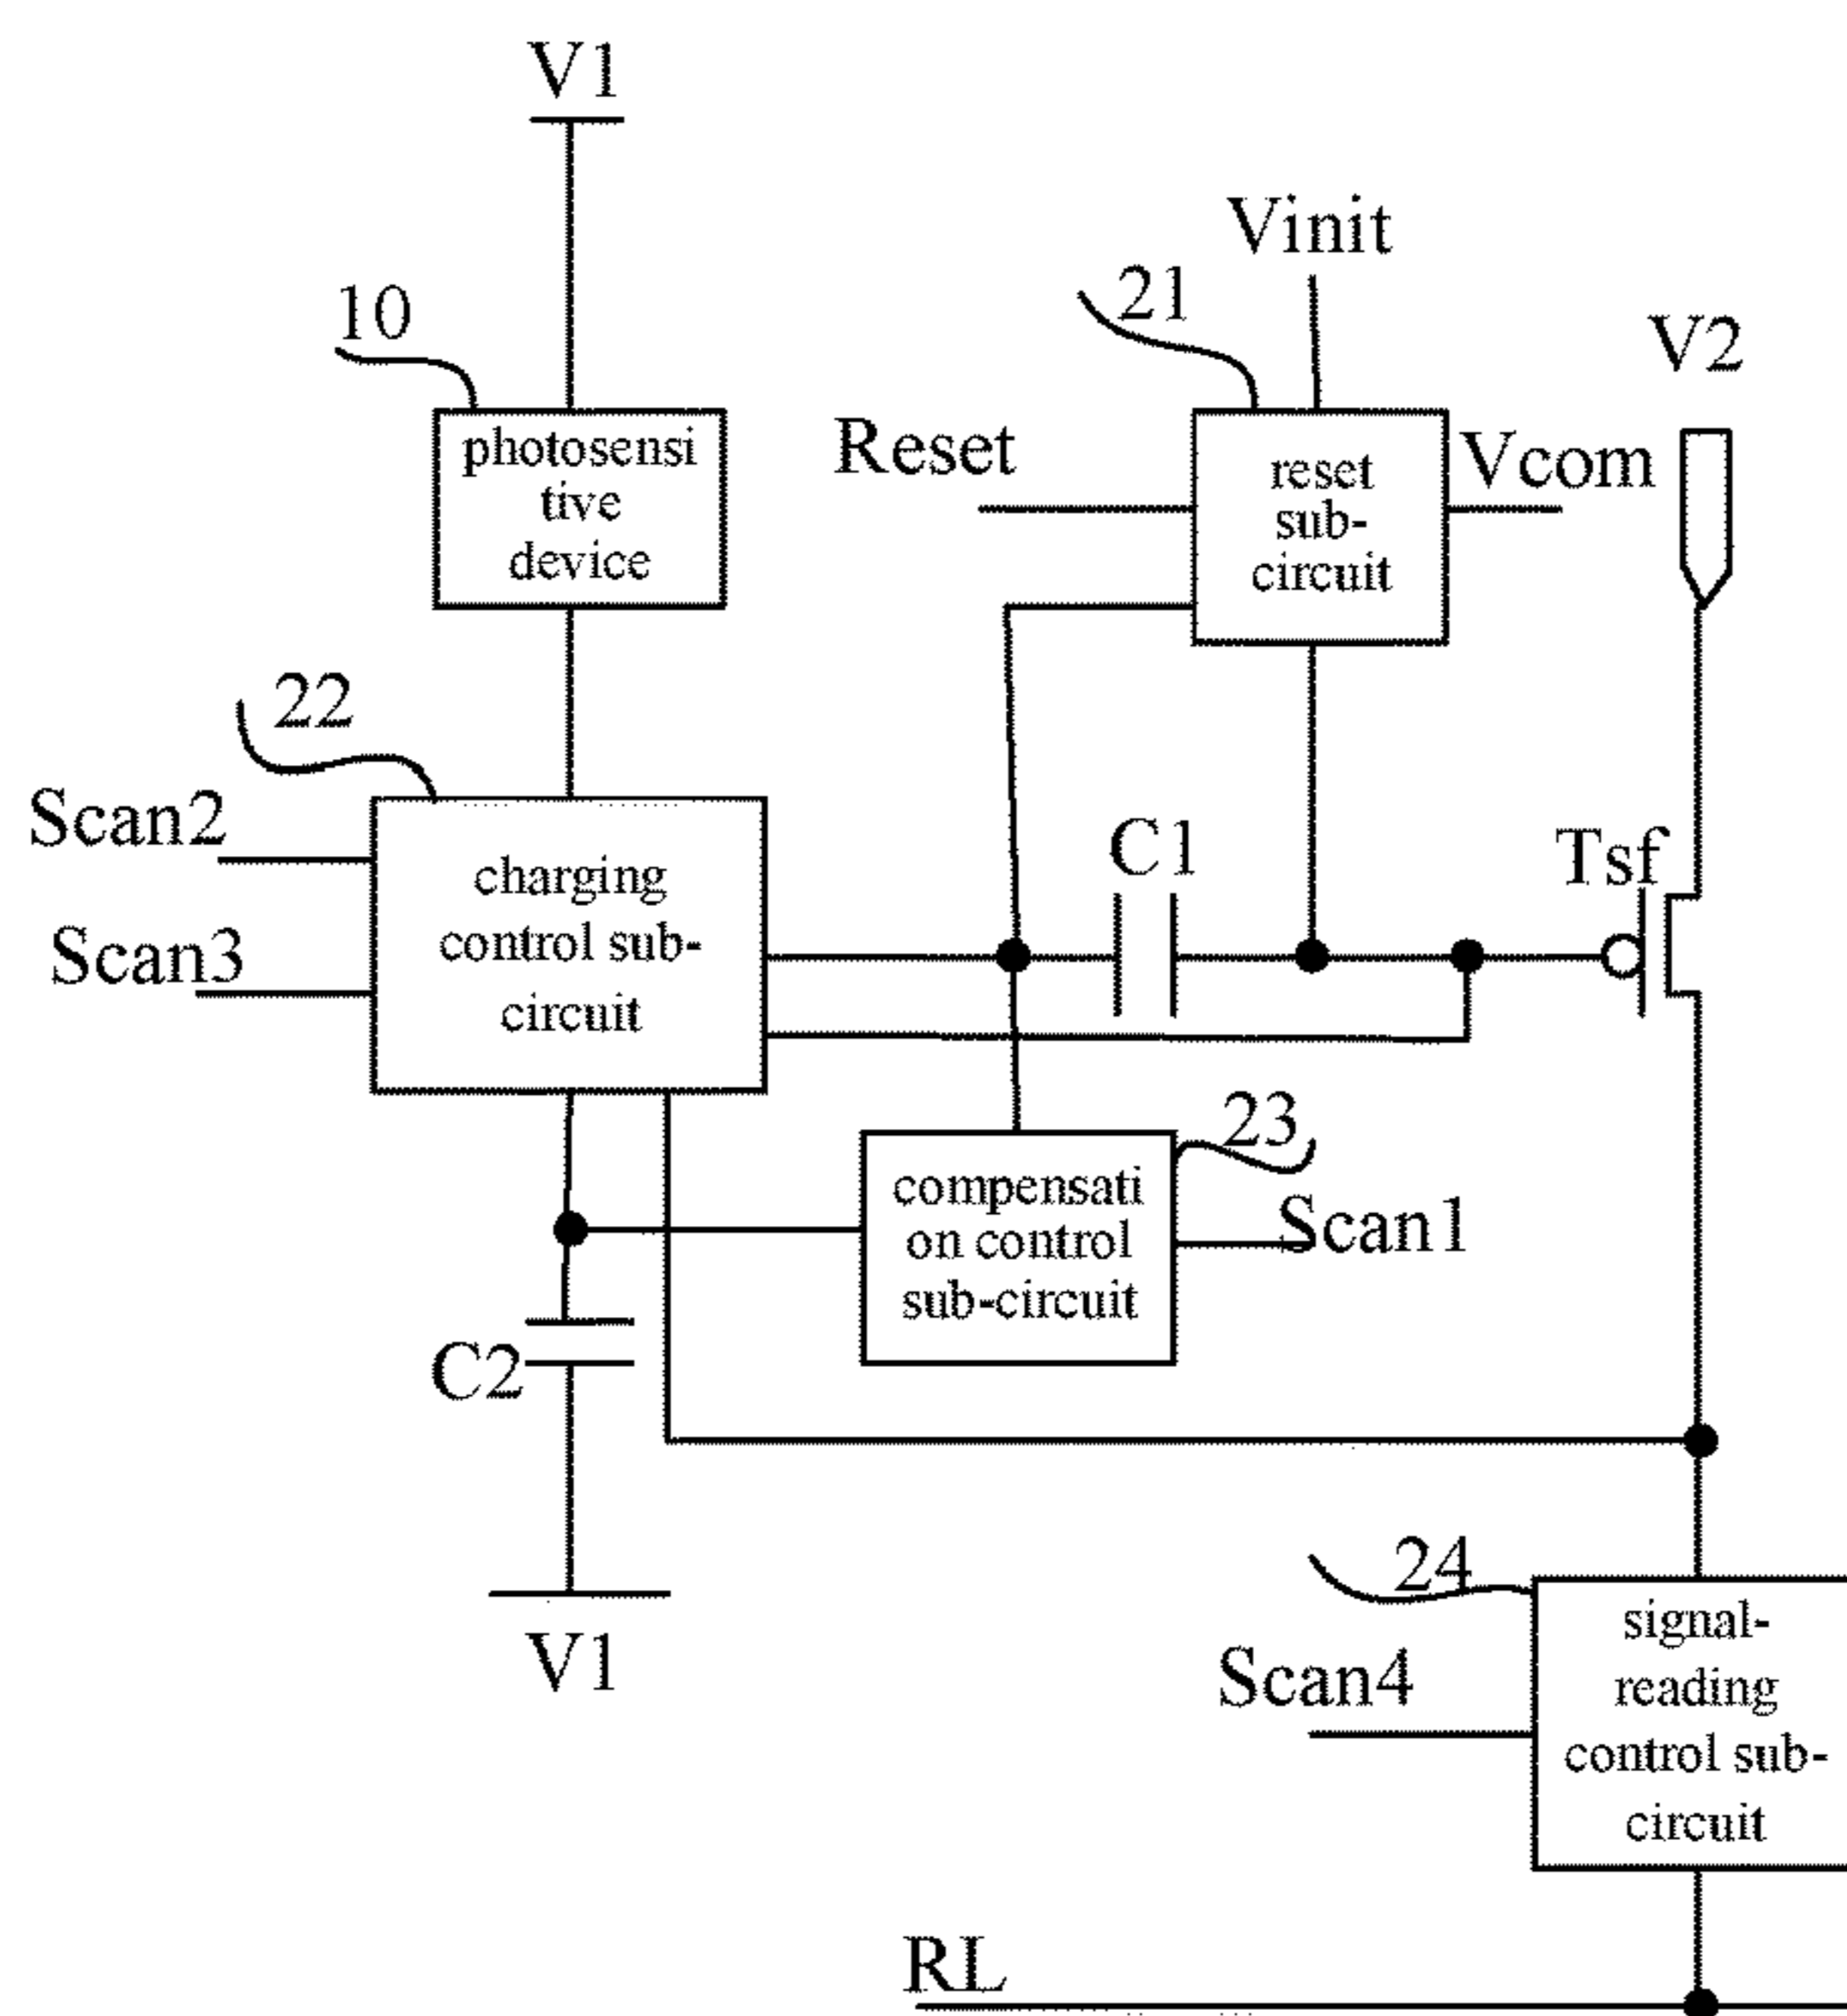 V1
Vinit
21
10
V2
Reset
Vcom
photosensi
tive
device
reset
sub-
circuit
22
Scan2
Scan3
charging
control sub-
circuit
C1
Tsf
23
compensati
on control
sub-circuit
Scan1
C2
V1
24
Scan4
signal-
reading
control sub-
circuit
RL